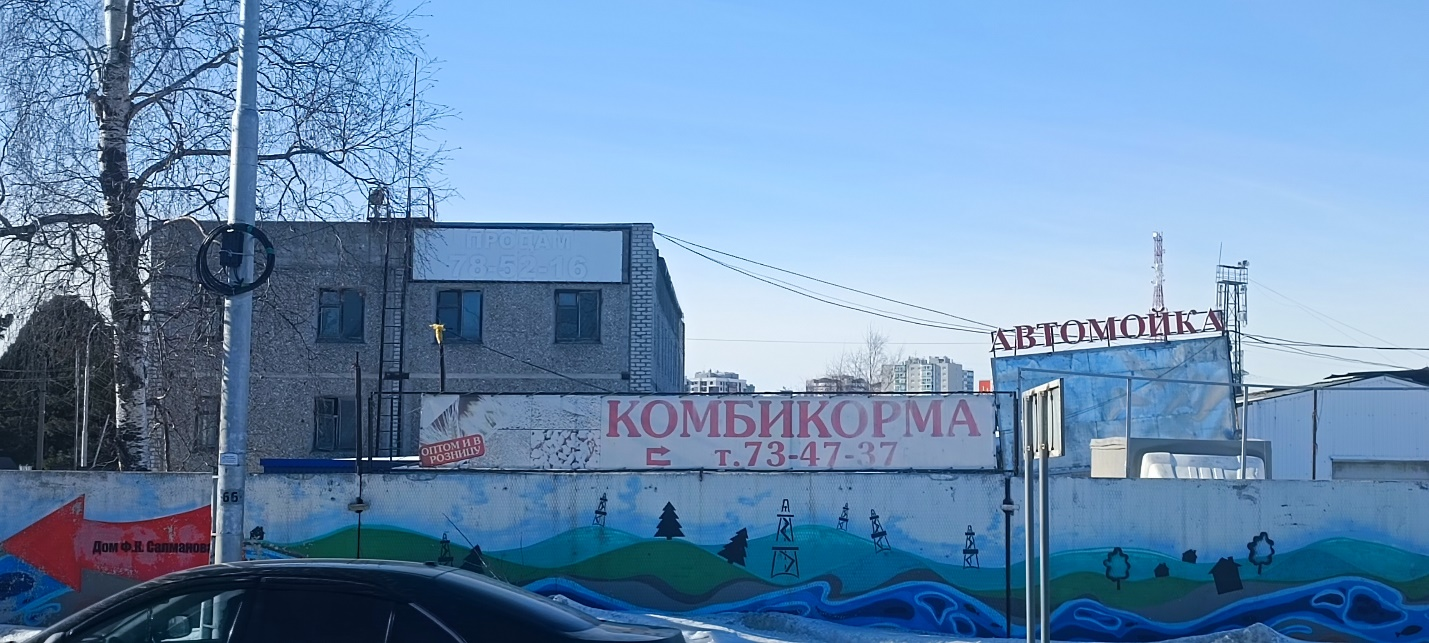 ПРОДАМ
78-52-16
АВТОМОЙКА
КОМБИКОРМА
т.73-47-37
ОПТОМ И В
РОЗНИЦУ
66
Дом Ф.К. Салманова